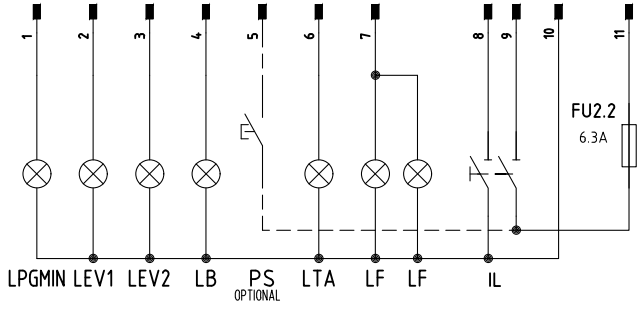 1 2 3 4 5 6 7 8 9 10 11
FU2.2
6.3A
LPGMIN LEV1 LEV2 LB PS LTA LF LF IL
OPTIONAL